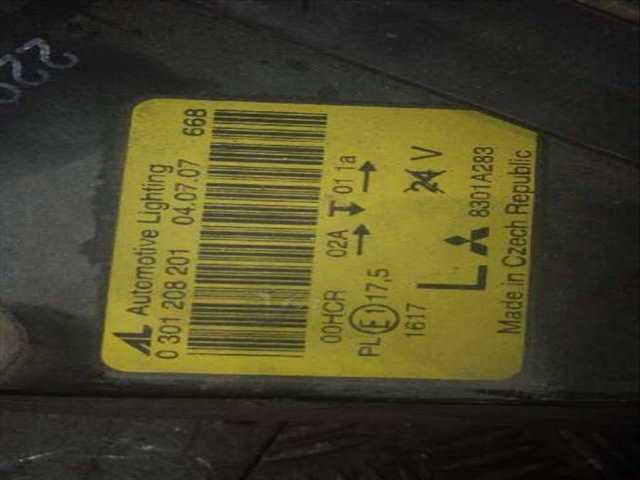 AL Automotive Lighting
0 301 208 201 04.07.07 668
00HCR 02A 01 1a
PL E1 17,5
1617 24 V
L 8301A283
Made in Czech Republic
220